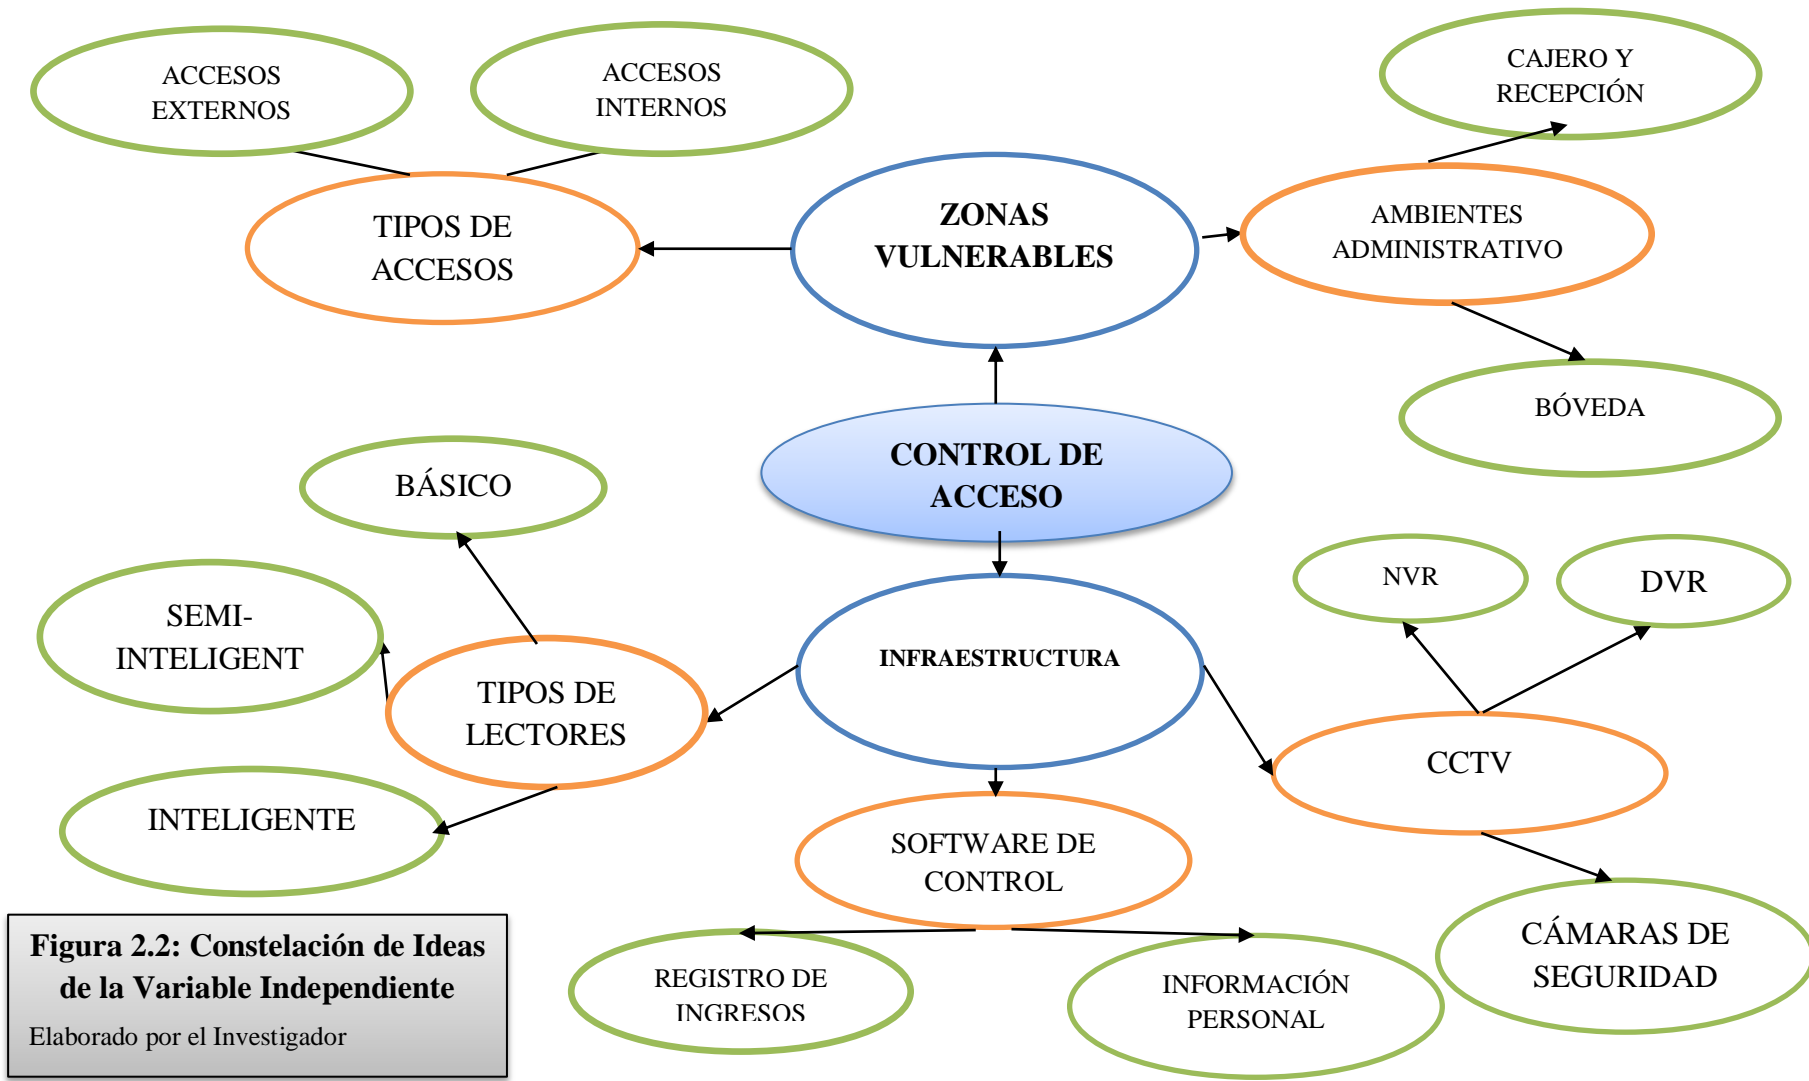 ACCESOS
EXTERNOS
ACCESOS
INTERNOS
CAJERO Y
RECEPCIÓN
TIPOS DE
ACCESOS
ZONAS
VULNERABLES
AMBIENTES
ADMINISTRATIVO
BÓVEDA
CONTROL DE
ACCESO
BÁSICO
SEMI-
INTELIGENT
TIPOS DE
LECTORES
INTELIGENTE
INFRAESTRUCTURA
NVR
DVR
CCTV
SOFTWARE DE
CONTROL
REGISTRO DE
INGRESOS
INFORMACIÓN
PERSONAL
CÁMARAS DE
SEGURIDAD
Figura 2.2: Constelación de Ideas
de la Variable Independiente
Elaborado por el Investigador